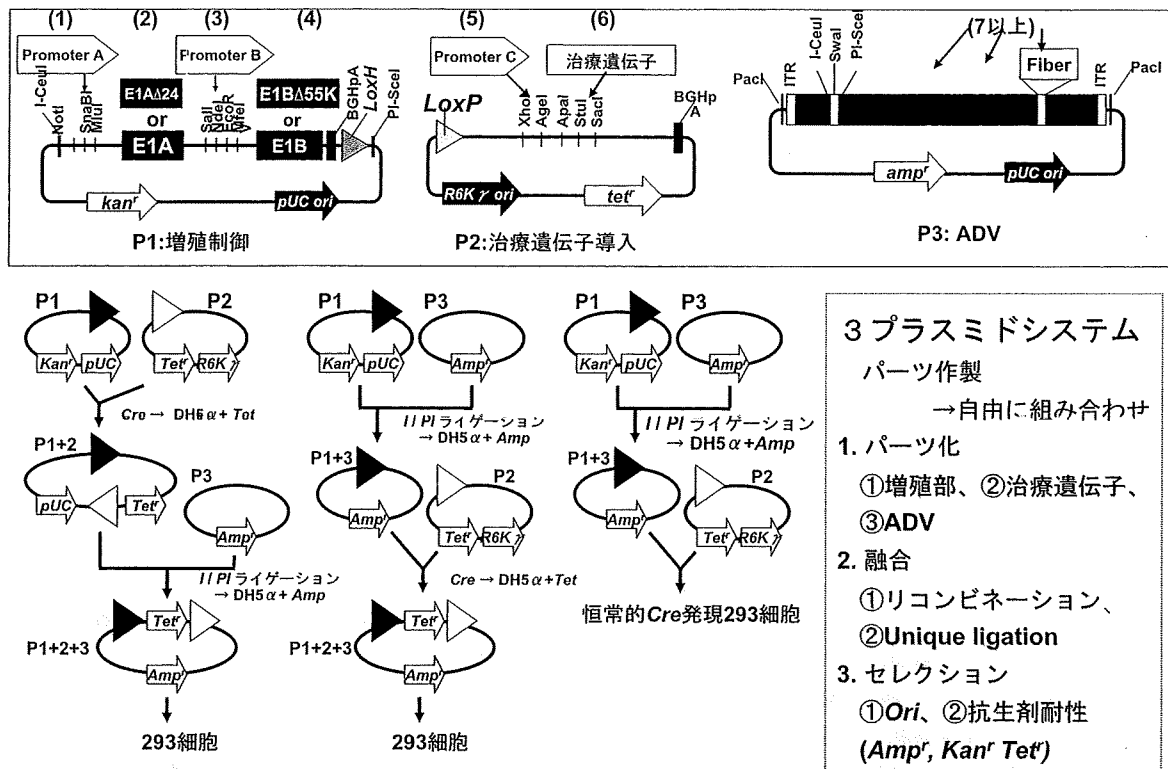 (1) (2) (3) (4) (5) (6) (7以上)
Promoter A
Promoter B
Promoter C
治療遺伝子
I-CeuI
NotI
SnaBI
MluI
E1AΔ24
or
E1A
SalI
NdeI
EcoR
MfeI
E1BΔ55K
or
E1B
BGHpA
LoxH
PI-SceI
kanʳ
pUC ori
P1:増殖制御
LoxP
XhoI
AgeI
ApaI
StuI
SacI
BGHp
A
R6K γ ori
tetʳ
P2:治療遺伝子導入
PacI
ITR
I-CeuI
SwaI
PI-SceI
Fiber
ITR
PacI
ampʳ
pUC ori
P3: ADV
P1
P2
Kanʳ
pUC
Tetʳ
R6K γ
Cre → DH5α + Tet
P1+2
pUC
Tetʳ
P3
Ampʳ
I / PI ライゲーション
→ DH5α + Amp
P1+2+3
Tetʳ
Ampʳ
293細胞
P1
P3
Kanʳ
pUC
Ampʳ
I / PI ライゲーション
→ DH5α + Amp
P1+3
Ampʳ
P2
Tetʳ
R6K γ
Cre → DH5α+Tet
P1+2+3
Tetʳ
Ampʳ
293細胞
P1
P3
Kanʳ
pUC
Ampʳ
I / PI ライゲーション
→ DH5α+Amp
P1+3
Ampʳ
P2
Tetʳ
R6K γ
恒常的Cre発現293細胞
3プラスミドシステム
パーツ作製
→自由に組み合わせ
1. パーツ化
①増殖部、②治療遺伝子、
③ADV
2. 融合
①リコンビネーション、
②Unique ligation
3. セレクション
①Ori、②抗生剤耐性
(Ampʳ, Kanʳ Tetʳ)